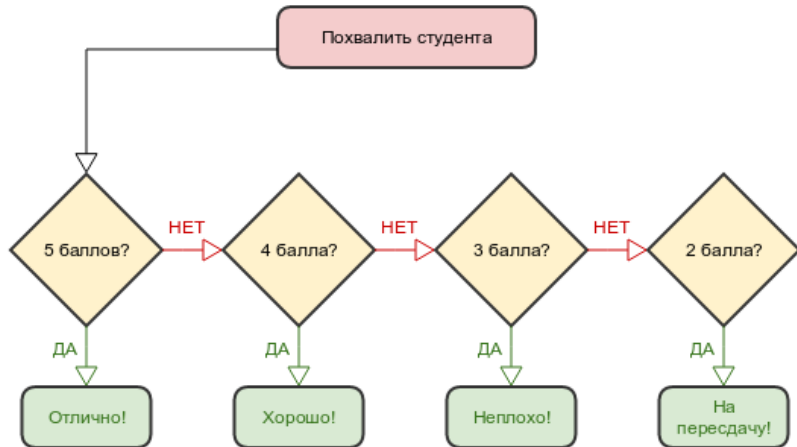 Похвалить студента
5 баллов?
НЕТ
4 балла?
НЕТ
3 балла?
НЕТ
2 балла?
ДА
ДА
ДА
ДА
Отлично!
Хорошо!
Неплохо!
На
пересдачу!